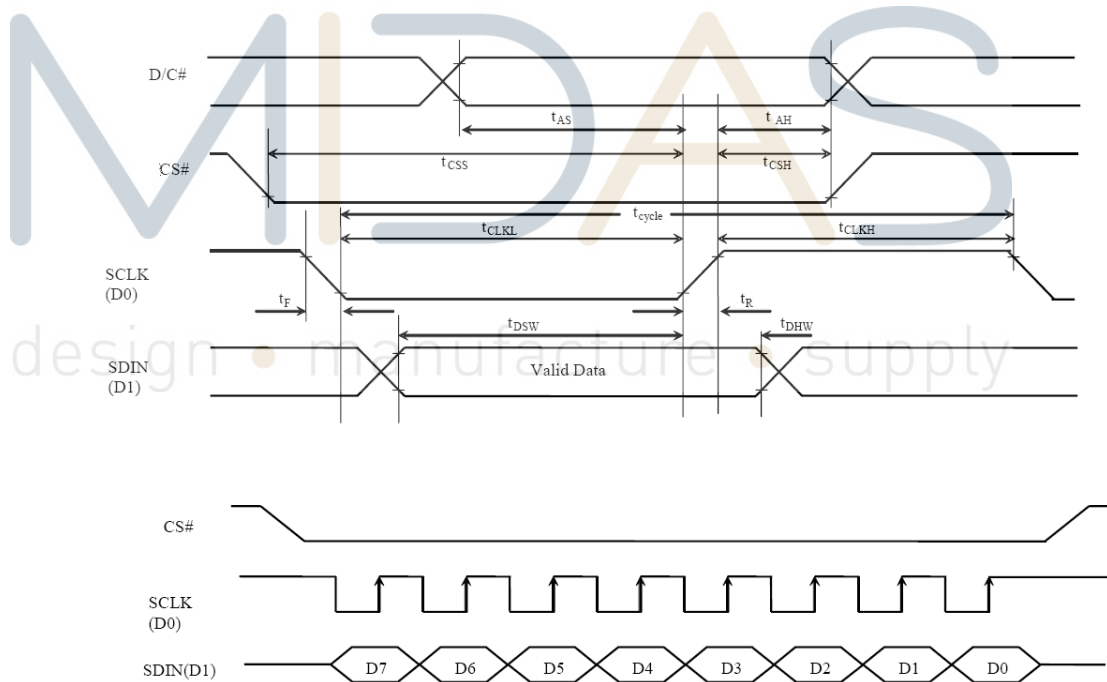 MIDAS
D/C#
tAS
tAH
tCSS
tCSH
CS#
tcycle
tCLKL
tCLKH
SCLK
(D0)
tF
tR
tDSW
tDHW
design • manufacture • supply
SDIN
(D1)
Valid Data
CS#
SCLK
(D0)
SDIN(D1)
D7 D6 D5 D4 D3 D2 D1 D0